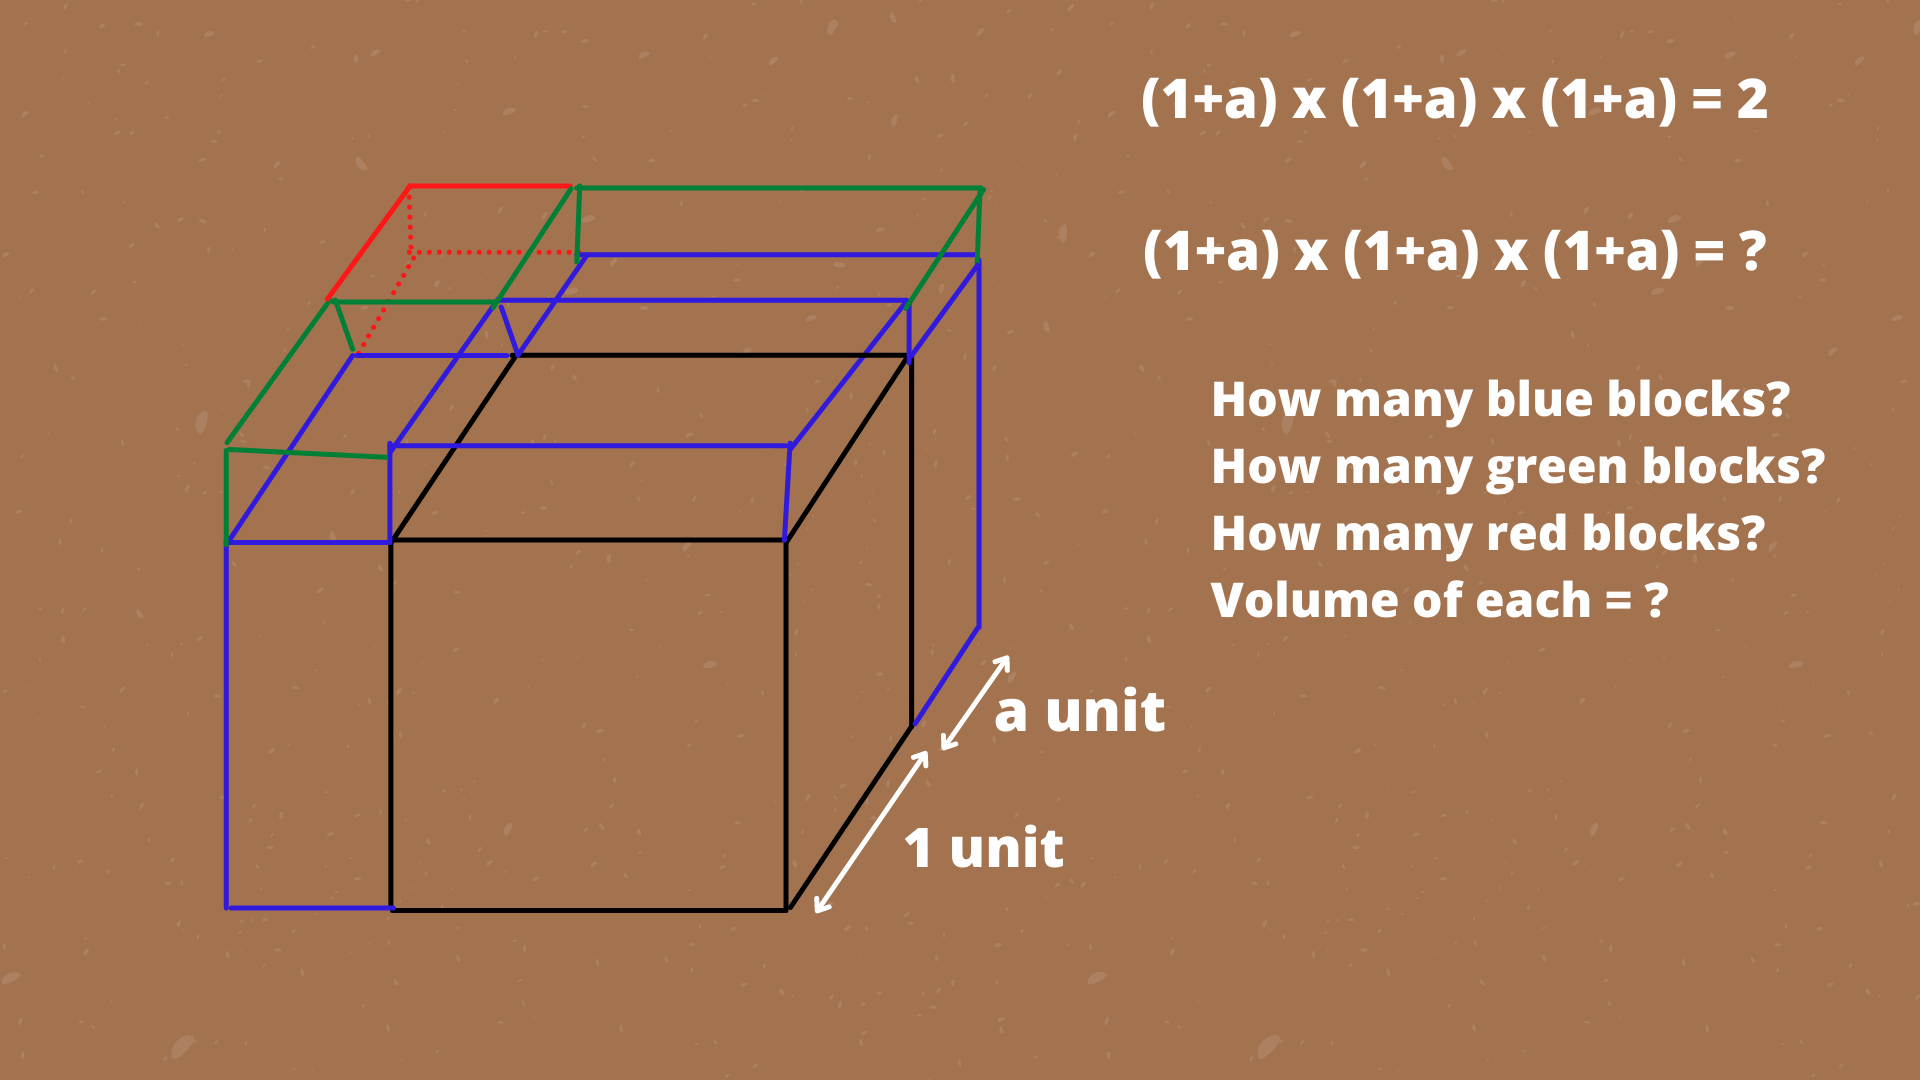 (1+a) x (1+a) x (1+a) = 2
(1+a) x (1+a) x (1+a) = ?
How many blue blocks?
How many green blocks?
How many red blocks?
Volume of each = ?
a unit
1 unit